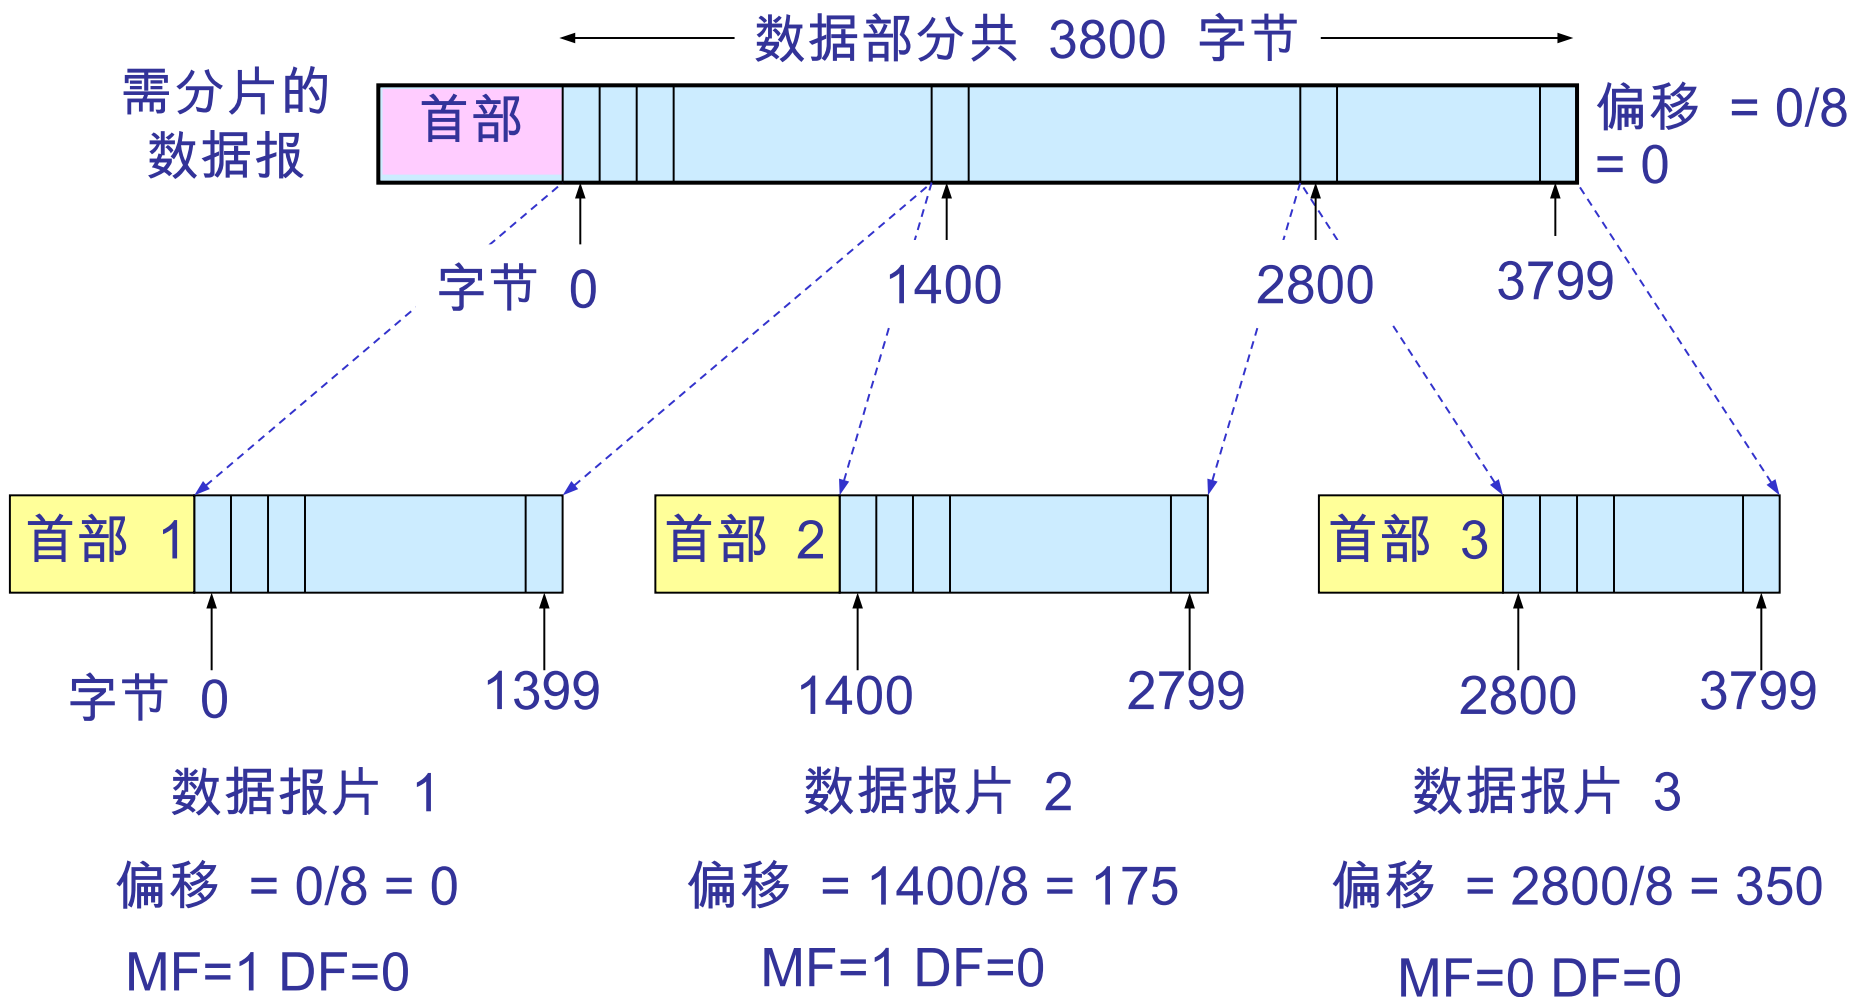 数据部分共 3800 字节
需分片的
数据报
首部
偏移 = 0/8
= 0
字节 0
1400
2800
3799
首部 1
首部 2
首部 3
字节 0
1399
1400
2799
2800
3799
数据报片 1
数据报片 2
数据报片 3
偏移 = 0/8 = 0
偏移 = 1400/8 = 175
偏移 = 2800/8 = 350
MF=1 DF=0
MF=1 DF=0
MF=0 DF=0